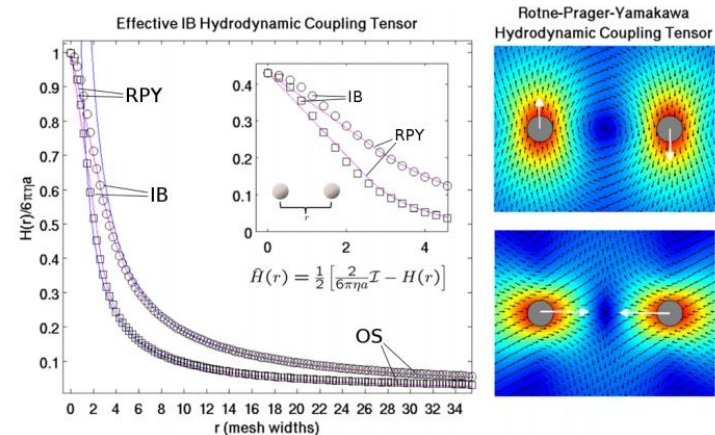 Effective IB Hydrodynamic Coupling Tensor
H(r)/6πηa
1
0.9
0.8
0.7
0.6
0.5
0.4
0.3
0.2
0.1
RPY
IB
OS
0 2 4 6 8 10 12 14 16 18 20 22 24 26 28 30 32 34
r (mesh widths)
0.4
0.3
0.2
0.1
0
IB
RPY
r
0 2 4
H̄(r) = 1/2 [ 2/6πηa 𝓘 − H(r) ]
Rotne-Prager-Yamakawa
Hydrodynamic Coupling Tensor